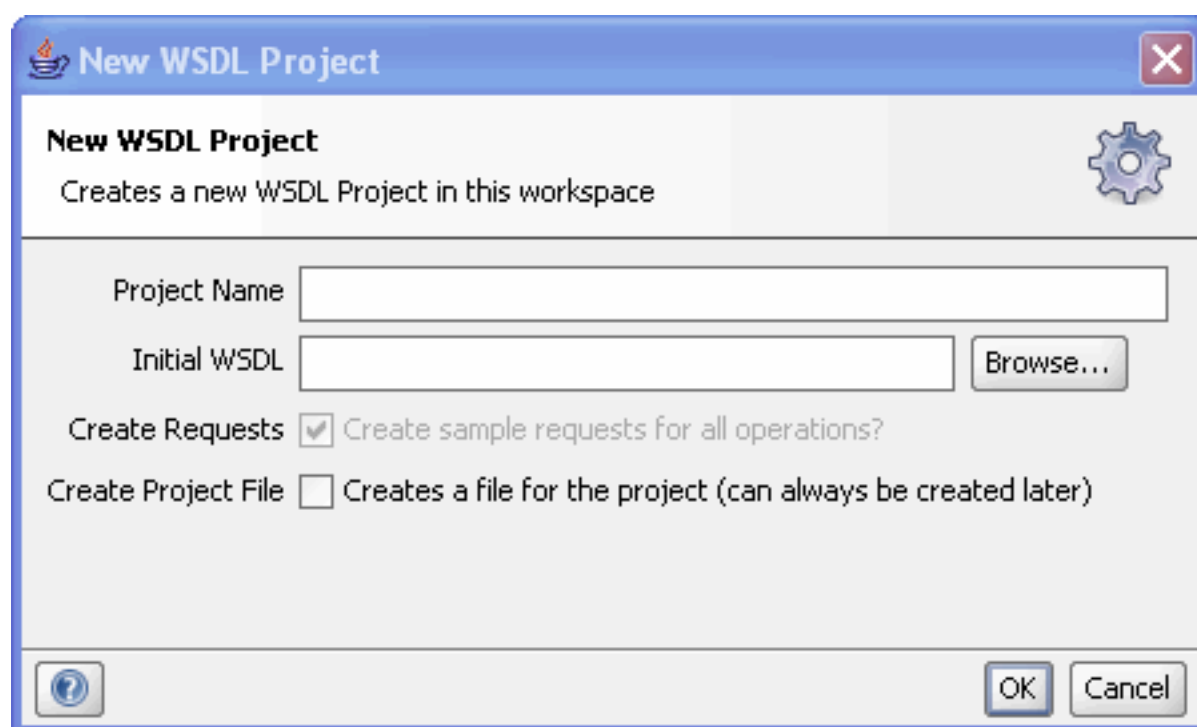 New WSDL Project
New WSDL Project
Creates a new WSDL Project in this workspace
Project Name
Initial WSDL Browse...
Create Requests Create sample requests for all operations?
Create Project File Creates a file for the project (can always be created later)
? OK Cancel